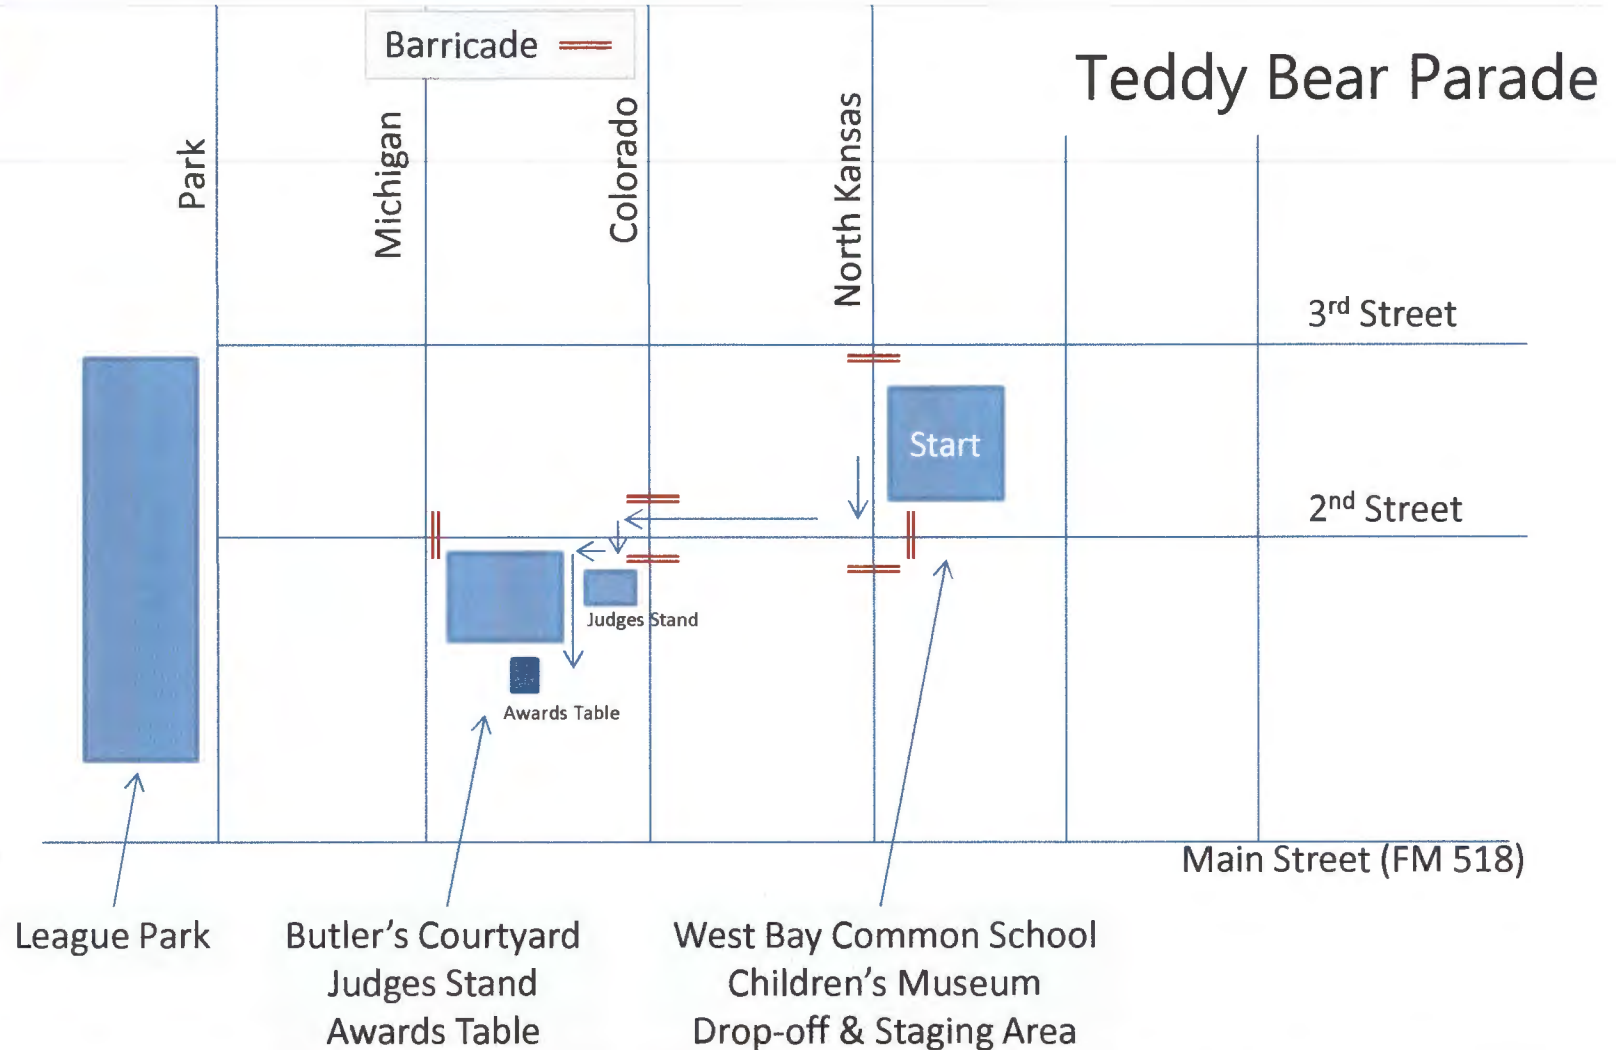 Barricade
Teddy Bear Parade
Park
Michigan
Colorado
North Kansas
3rd Street
Start
2nd Street
Judges Stand
Awards Table
Main Street (FM 518)
League Park
Butler's Courtyard
Judges Stand
Awards Table
West Bay Common School
Children's Museum
Drop-off & Staging Area